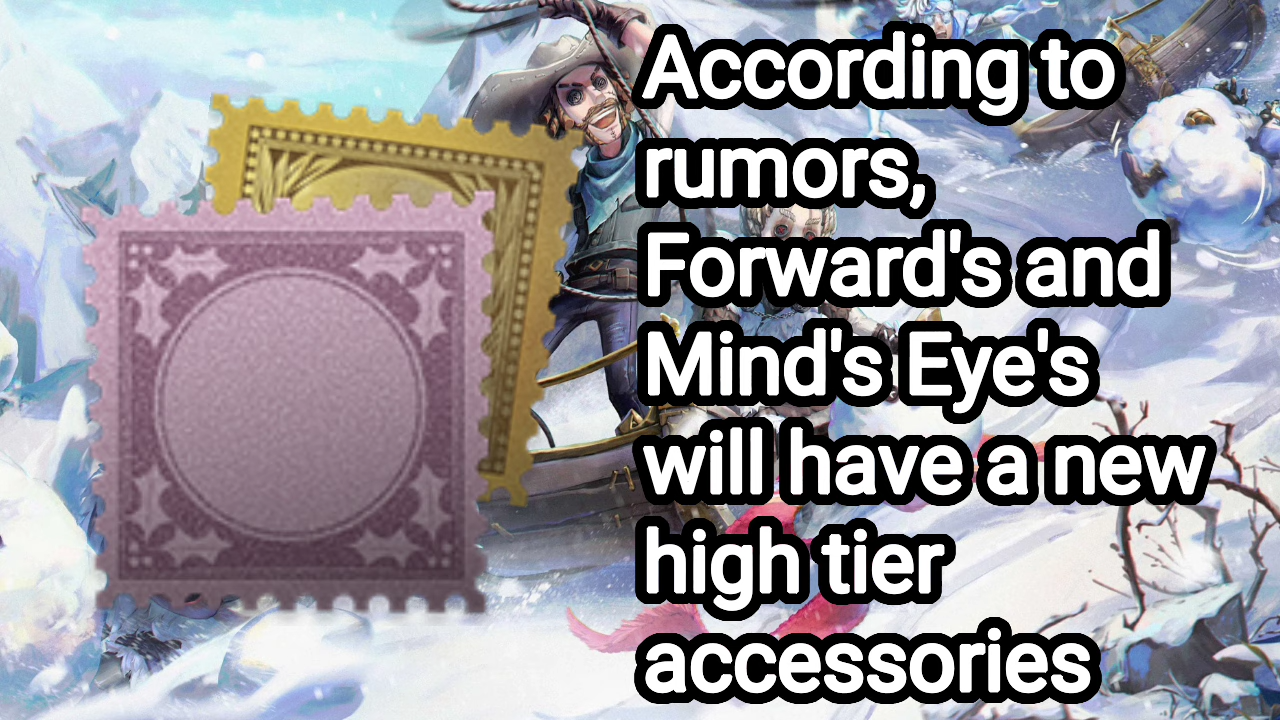 According to
rumors,
Forward's and
Mind's Eye's
will have a new
high tier
accessories